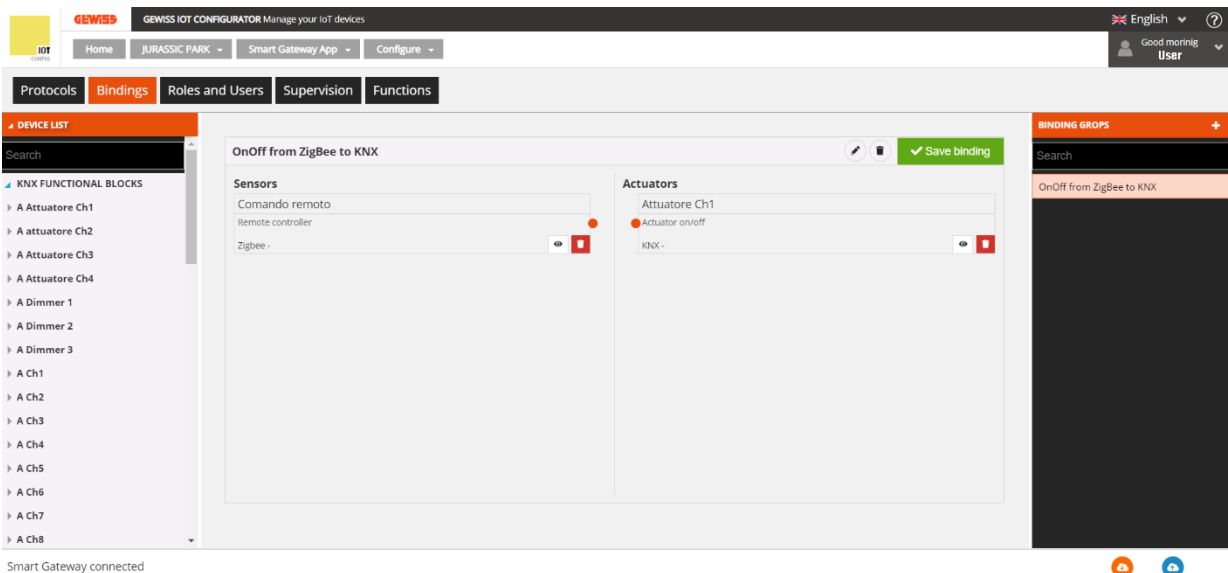 GEWISS GEWISS IOT CONFIGURATOR Manage your IoT devices English ?
IOT config Home JURASSIC PARK Smart Gateway App Configure Good morinig
User
Protocols Bindings Roles and Users Supervision Functions
DEVICE LIST BINDING GROPS +
Search OnOff from ZigBee to KNX Save binding Search
KNX FUNCTIONAL BLOCKS Sensors Actuators OnOff from ZigBee to KNX
A Attuatore Ch1 Comando remoto Attuatore Ch1
Remote controller Actuator on/off
A attuatore Ch2
Zigbee - KNX -
A Attuatore Ch3
A Attuatore Ch4
A Dimmer 1
A Dimmer 2
A Dimmer 3
A Ch1
A Ch2
A Ch3
A Ch4
A Ch5
A Ch6
A Ch7
A Ch8
Smart Gateway connected